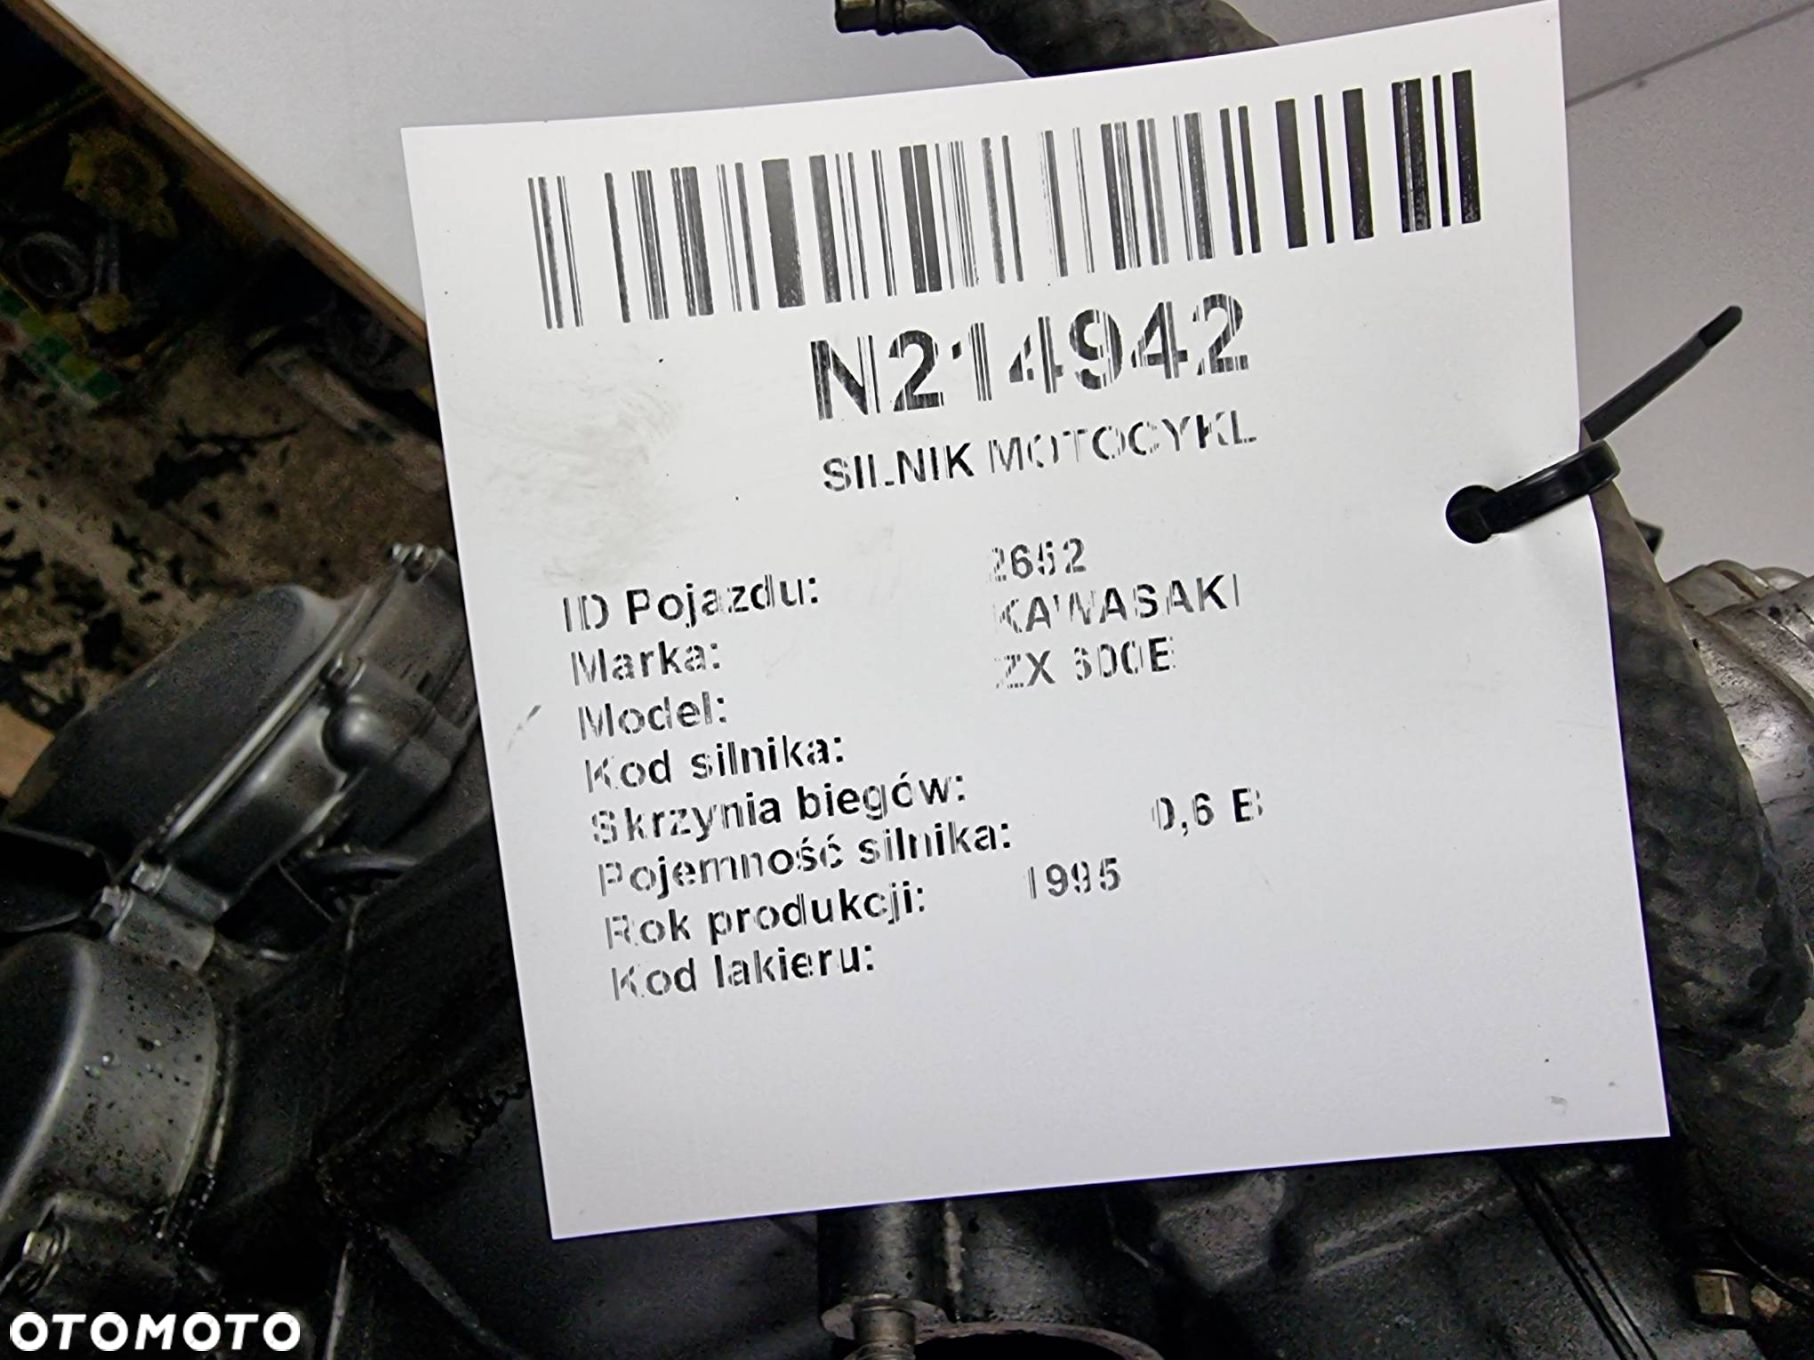 N214942
SILNIK MOTOCYKL
ID Pojazdu: 2652
Marka: KAWASAKI
Model: ZX 600E
Kod silnika:
Skrzynia biegów:
Pojemność silnika: 0,6 B
Rok produkcji: 1995
Kod lakieru:
OTOMOTO